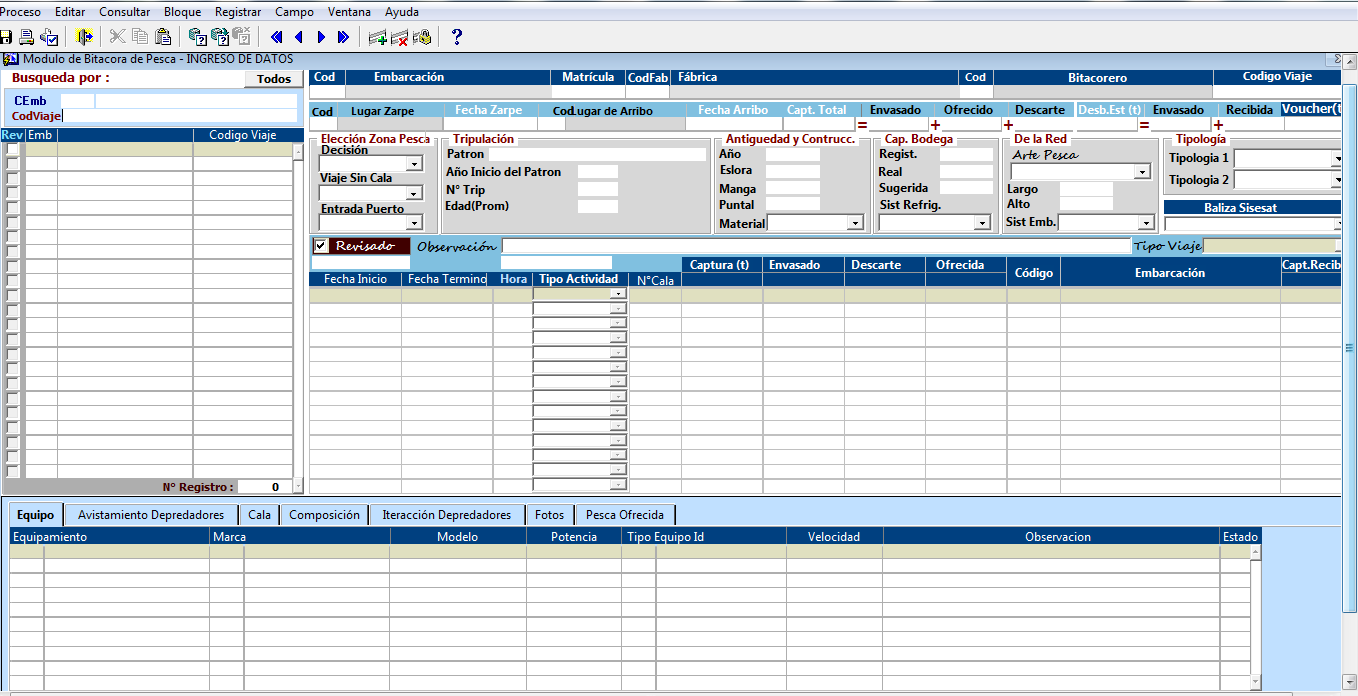 Proceso Editar Consultar Bloque Registrar Campo Ventana Ayuda
Modulo de Bitacora de Pesca - INGRESO DE DATOS
Busqueda por : Todos
CEmb
CodViaje
Rev Emb Codigo Viaje
N° Registro : 0
Cod Embarcación Matrícula CodFab Fábrica Cod Bitacorero Codigo Viaje
Cod Lugar Zarpe Fecha Zarpe Cod Lugar de Arribo Fecha Arribo Capt. Total Envasado Ofrecido Descarte Desb.Est (t) Envasado Recibida Voucher(t
= + + = +
Elección Zona Pesca
Decisión
Viaje Sin Cala
Entrada Puerto
Tripulación
Patron
Año Inicio del Patron
N° Trip
Edad(Prom)
Antiguedad y Contrucc.
Año
Eslora
Manga
Puntal
Material
Cap. Bodega
Regist.
Real
Sugerida
Sist Refrig.
De la Red
Arte Pesca
Largo
Alto
Sist Emb.
Tipología
Tipologia 1
Tipologia 2
Baliza Sisesat
Revisado Observación Tipo Viaje
Captura (t) Envasado Descarte Ofrecida Código Embarcación Capt.Recib
Fecha Inicio Fecha Termino Hora Tipo Actividad N°Cala
Equipo Avistamiento Depredadores Cala Composición Iteracción Depredadores Fotos Pesca Ofrecida
Equipamiento Marca Modelo Potencia Tipo Equipo Id Velocidad Observacion Estado